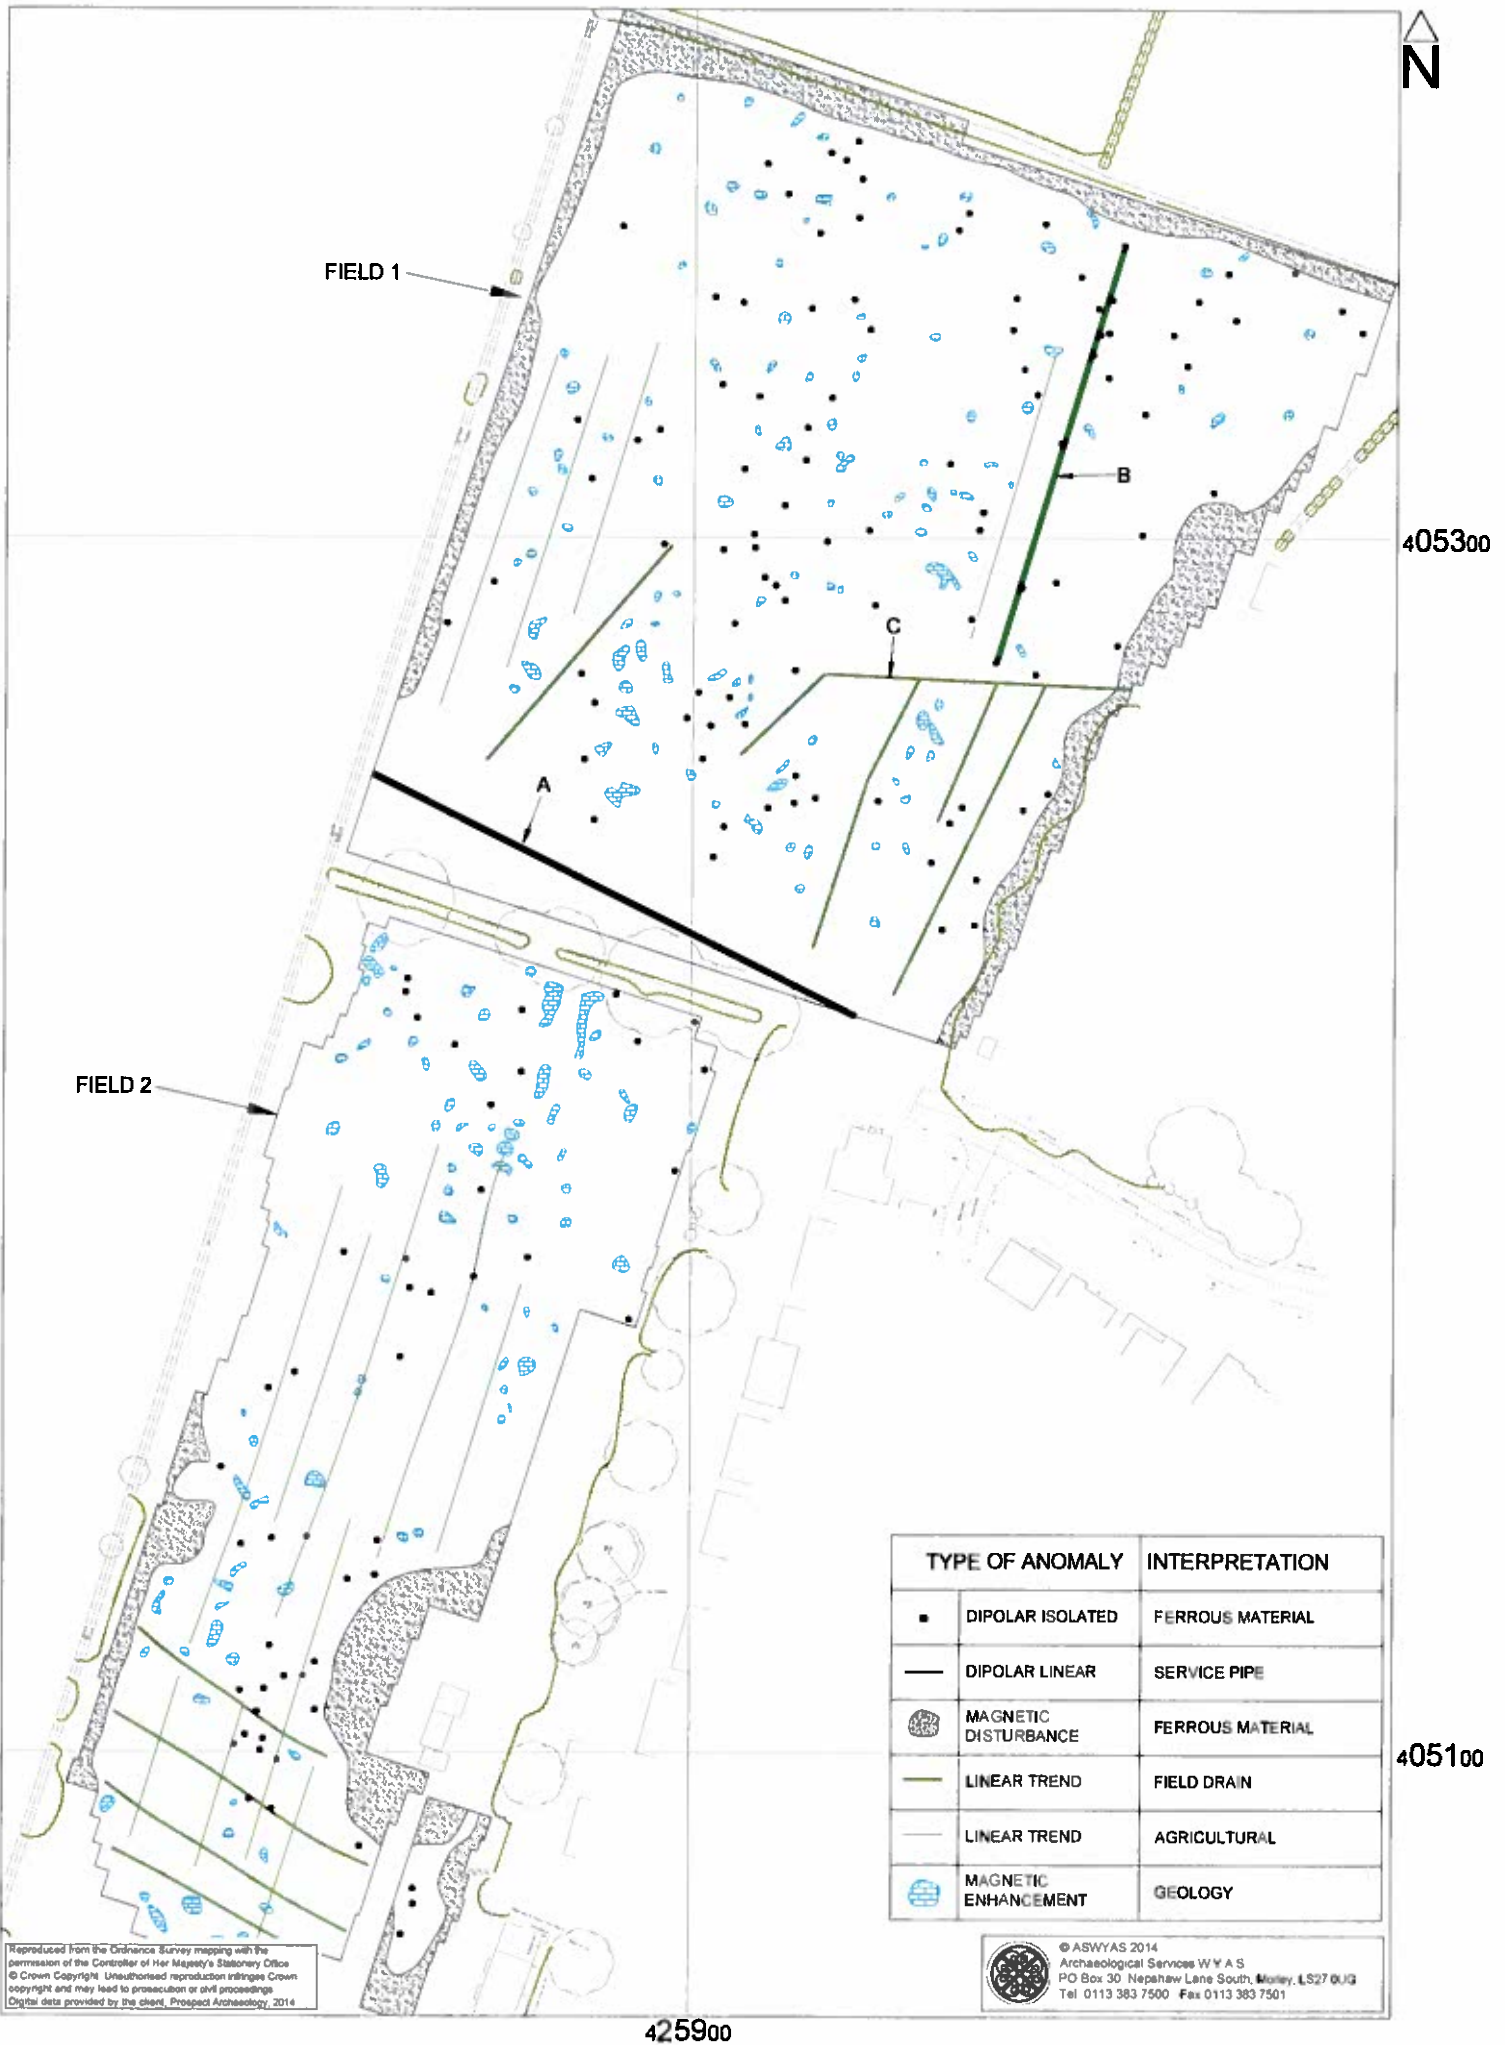 N
FIELD 1
B
405300
C
A
FIELD 2
TYPE OF ANOMALY INTERPRETATION
DIPOLAR ISOLATED FERROUS MATERIAL
DIPOLAR LINEAR SERVICE PIPE
MAGNETIC
DISTURBANCE
FERROUS MATERIAL
405100
LINEAR TREND FIELD DRAIN
LINEAR TREND AGRICULTURAL
MAGNETIC
ENHANCEMENT
GEOLOGY
Reproduced from the Ordnance Survey mapping with the
permission of the Controller of Her Majesty's Stationery Office
© Crown Copyright Unauthorised reproduction infringes Crown
copyright and may lead to prosecution or civil proceedings
Digital data provided by the client, Prospect Archaeology, 2014
© ASWYAS 2014
Archaeological Services W Y A S
PO Box 30 Nepshaw Lane South, Morley, LS27 0UG
Tel 0113 383 7500 Fax 0113 383 7501
425900